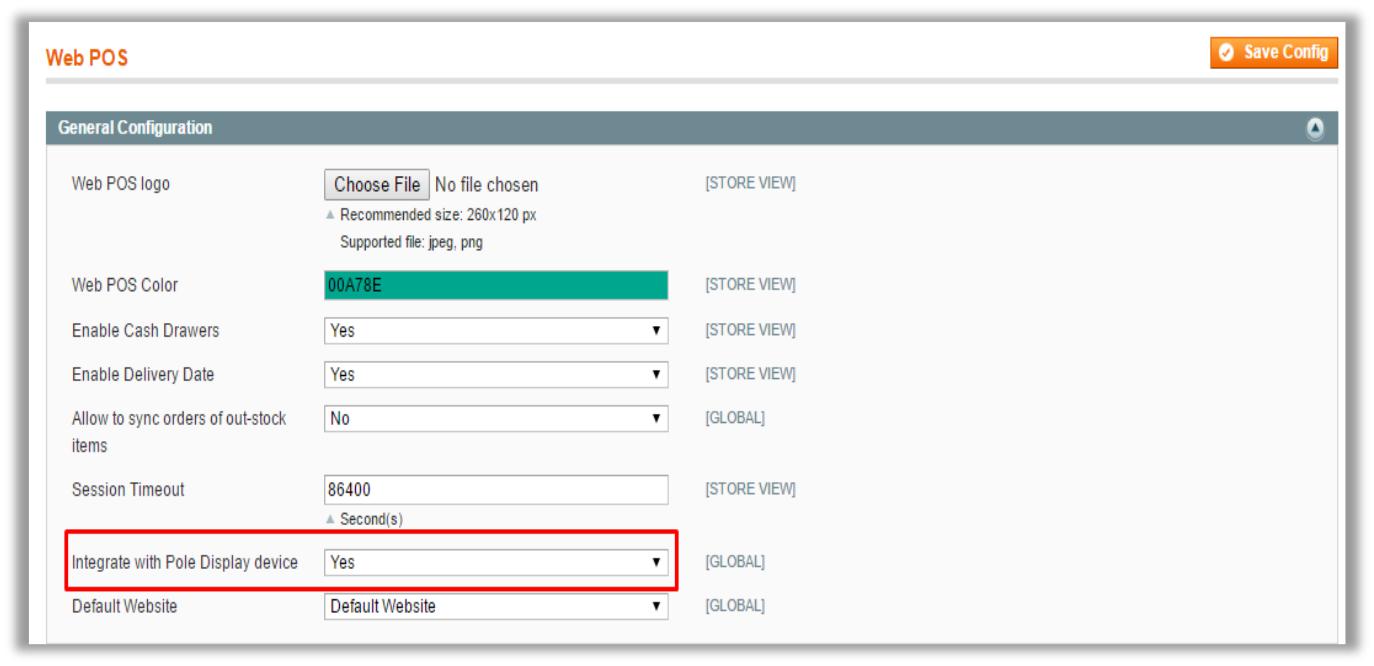 Web POS
Save Config
General Configuration
Web POS logo
Choose File No file chosen
[STORE VIEW]
Recommended size: 260x120 px
Supported file: jpeg, png
Web POS Color
00A78E
[STORE VIEW]
Enable Cash Drawers
Yes
[STORE VIEW]
Enable Delivery Date
Yes
[STORE VIEW]
Allow to sync orders of out-stock
items
No
[GLOBAL]
Session Timeout
86400
[STORE VIEW]
Second(s)
Integrate with Pole Display device
Yes
[GLOBAL]
Default Website
Default Website
[GLOBAL]